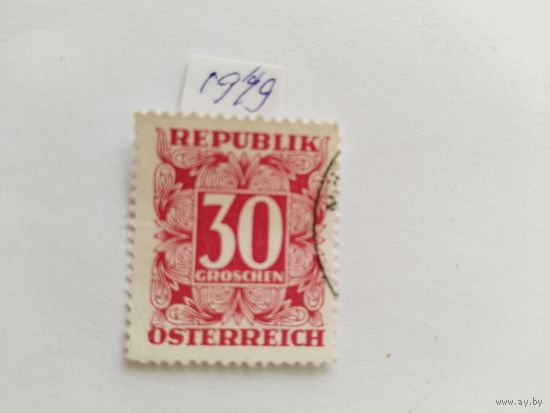 1949
REPUBLIK
30
GROSCHEN
ÖSTERREICH
www.ay.by